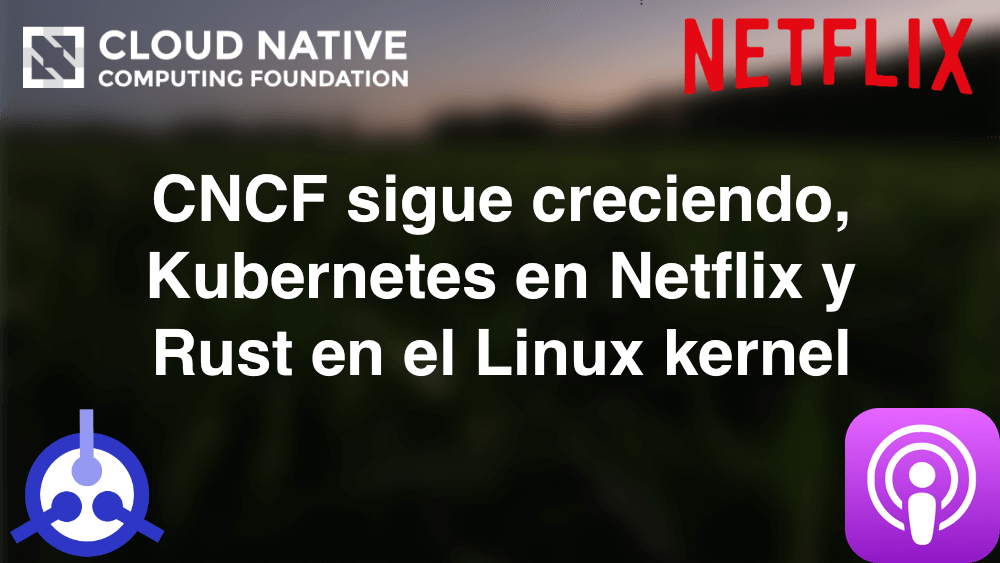 CLOUD NATIVE
COMPUTING FOUNDATION
NETFLIX
CNCF sigue creciendo,
Kubernetes en Netflix y
Rust en el Linux kernel